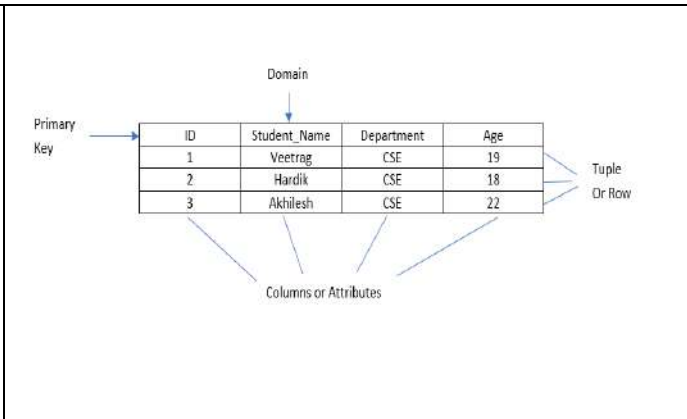 Domain
Primary
Key
ID Student_Name Department Age
1 Veetrag CSE 19
2 Hardik CSE 18
3 Akhilesh CSE 22
Tuple
Or Row
Columns or Attributes